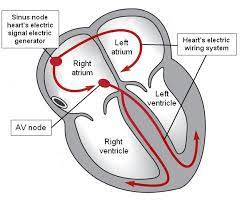 Sinus node
heart's electric
signal electric
generator
Left
atrium
Heart's electric
wiring system
Right
atrium
Left
ventricle
AV node
Right
ventricle